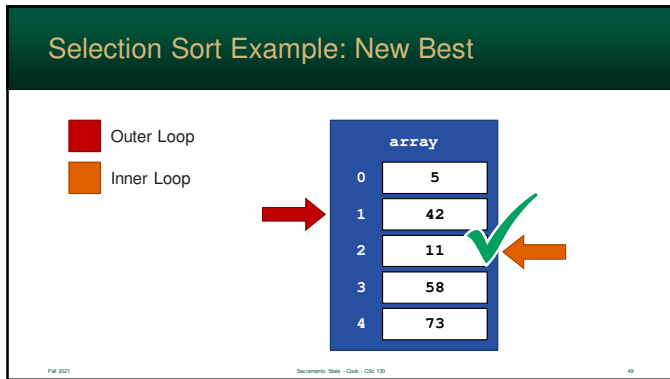 Selection Sort Example: New Best
Outer Loop
Inner Loop
array
0 5
1 42
2 11
3 58
4 73
Fall 2021 Sacramento State - Cook - CSc 130 49